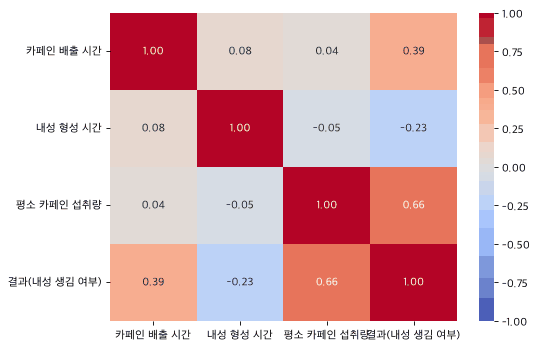 카페인 배출 시간 1.00 0.08 0.04 0.39
내성 형성 시간 0.08 1.00 -0.05 -0.23
평소 카페인 섭취량 0.04 -0.05 1.00 0.66
결과(내성 생김 여부) 0.39 -0.23 0.66 1.00
카페인 배출 시간 내성 형성 시간 평소 카페인 섭취량 결과(내성 생김 여부)
1.00
0.75
0.50
0.25
0.00
-0.25
-0.50
-0.75
-1.00